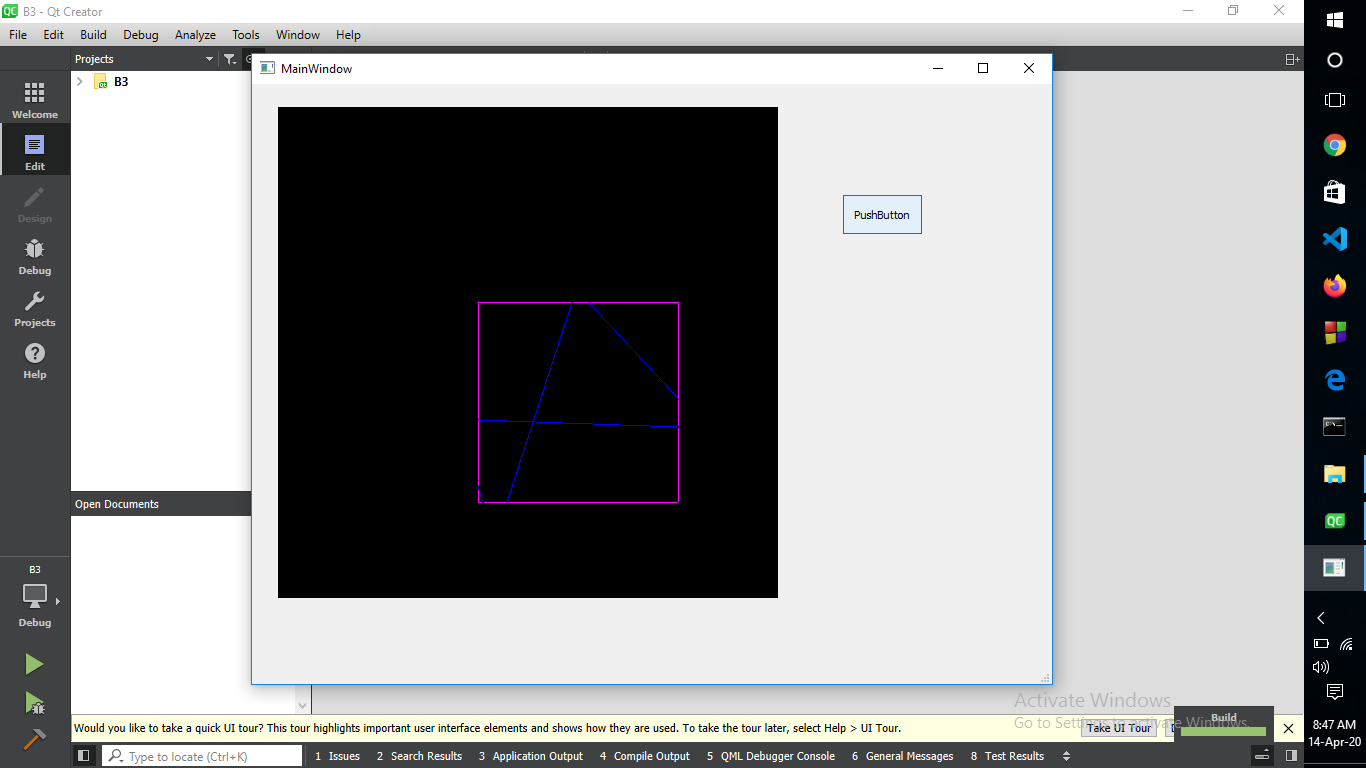 B3 - Qt Creator
File Edit Build Debug Analyze Tools Window Help
Projects
B3
MainWindow
PushButton
Welcome
Edit
Design
Debug
Projects
Help
Open Documents
B3
Debug
Activate Windows
Go to Settings to activate Windows.
Build
Would you like to take a quick UI tour? This tour highlights important user interface elements and shows how they are used. To take the tour later, select Help > UI Tour.
Take UI Tour
Type to locate (Ctrl+K)
1 Issues 2 Search Results 3 Application Output 4 Compile Output 5 QML Debugger Console 6 General Messages 8 Test Results
8:47 AM
14-Apr-20